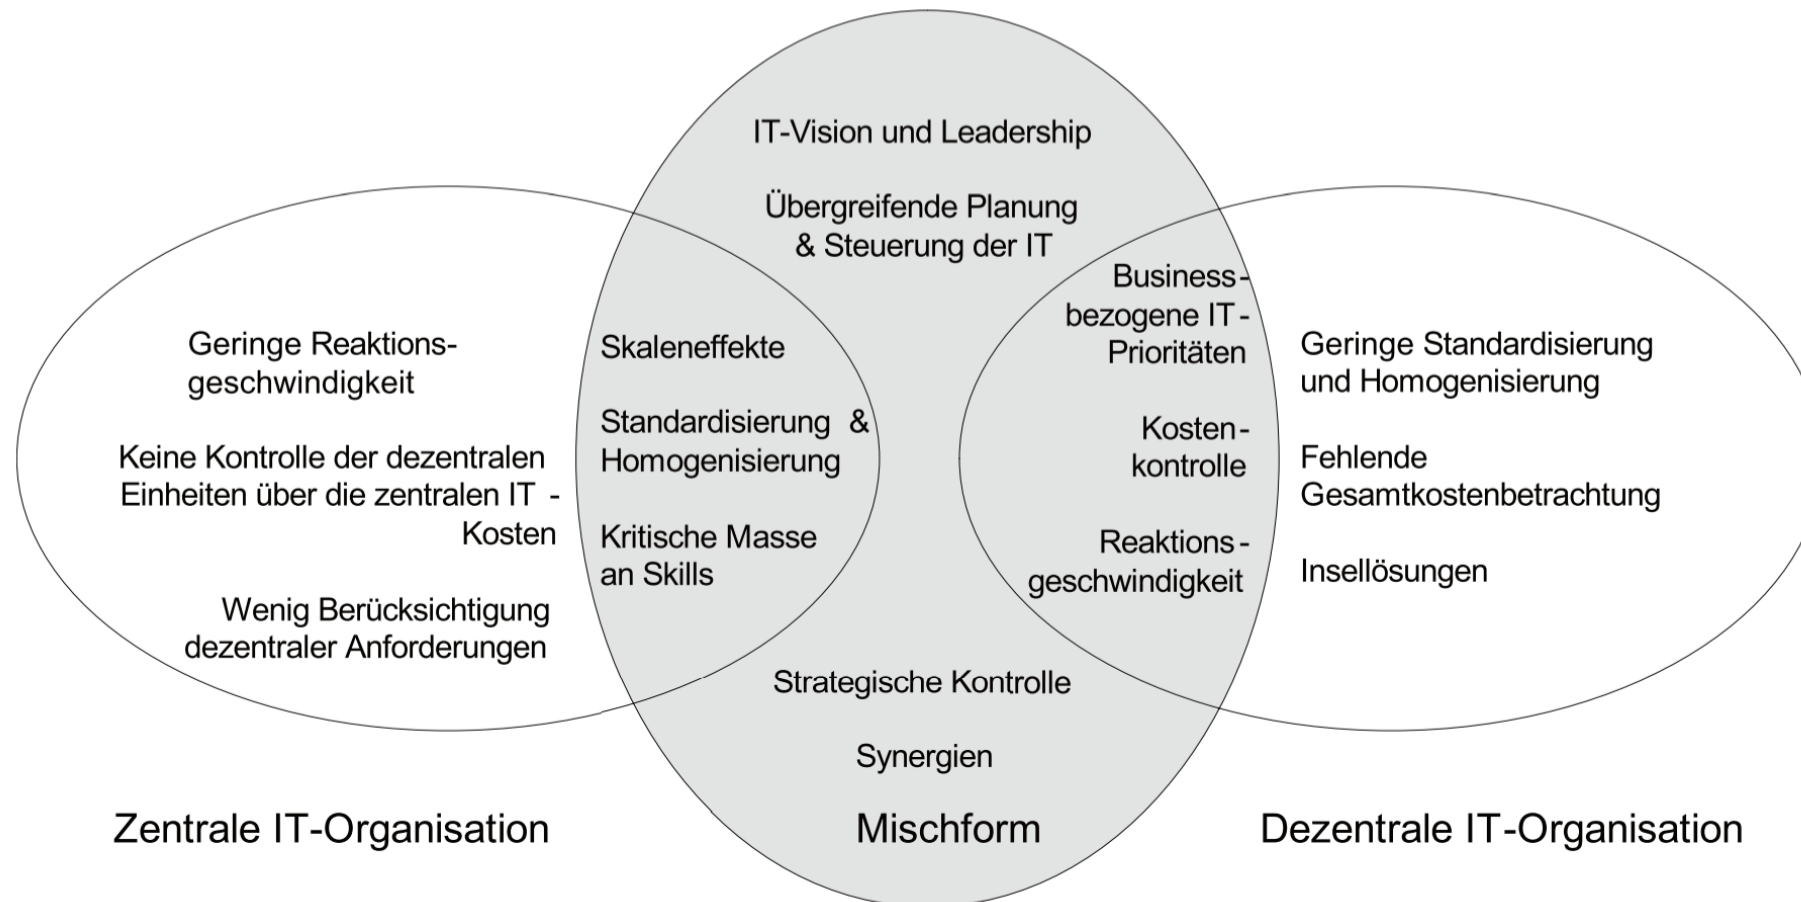 IT-Vision und Leadership
Übergreifende Planung
& Steuerung der IT
Geringe Reaktions-
geschwindigkeit
Keine Kontrolle der dezentralen
Einheiten über die zentralen IT -
Kosten
Wenig Berücksichtigung
dezentraler Anforderungen
Skaleneffekte
Standardisierung &
Homogenisierung
Kritische Masse
an Skills
Business-
bezogene IT -
Prioritäten
Kosten-
kontrolle
Reaktions-
geschwindigkeit
Geringe Standardisierung
und Homogenisierung
Fehlende
Gesamtkostenbetrachtung
Insellösungen
Strategische Kontrolle
Synergien
Zentrale IT-Organisation
Mischform
Dezentrale IT-Organisation